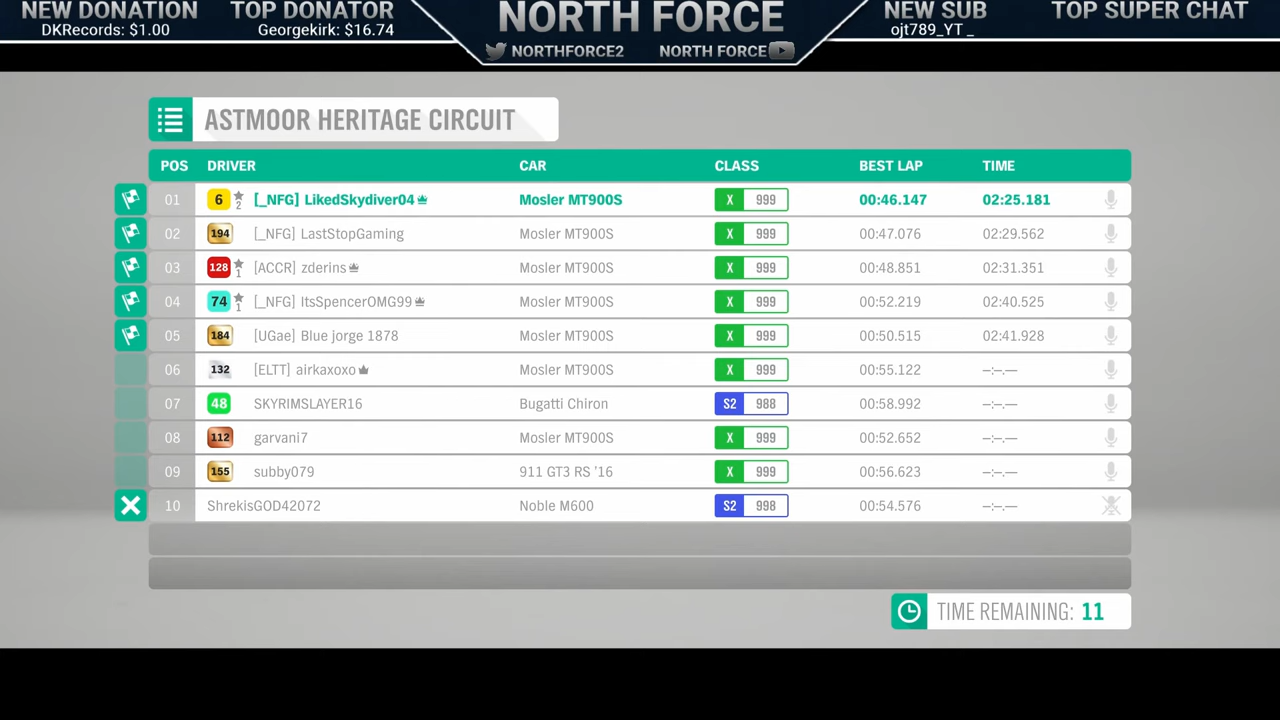 NEW DONATION TOP DONATOR NORTH FORCE NEW SUB TOP SUPER CHAT
DKRecords: $1.00 Georgekirk: $16.74 ojt789_YT _
NORTHFORCE2 NORTH FORCE
ASTMOOR HERITAGE CIRCUIT
POS DRIVER CAR CLASS BEST LAP TIME
01 6 2 [_NFG] LikedSkydiver04 Mosler MT900S X 999 00:46.147 02:25.181
02 194 [_NFG] LastStopGaming Mosler MT900S X 999 00:47.076 02:29.562
03 128 1 [ACCR] zderins Mosler MT900S X 999 00:48.851 02:31.351
04 74 1 [_NFG] ItsSpencerOMG99 Mosler MT900S X 999 00:52.219 02:40.525
05 184 [UGae] Blue jorge 1878 Mosler MT900S X 999 00:50.515 02:41.928
06 132 [ELTT] airkaxoxo Mosler MT900S X 999 00:55.122 --:--.---
07 48 SKYRIMSLAYER16 Bugatti Chiron S2 988 00:58.992 --:--.---
08 112 garvani7 Mosler MT900S X 999 00:52.652 --:--.---
09 155 subby079 911 GT3 RS '16 X 999 00:56.623 --:--.---
10 ShrekisGOD42072 Noble M600 S2 998 00:54.576 --:--.---
TIME REMAINING: 11